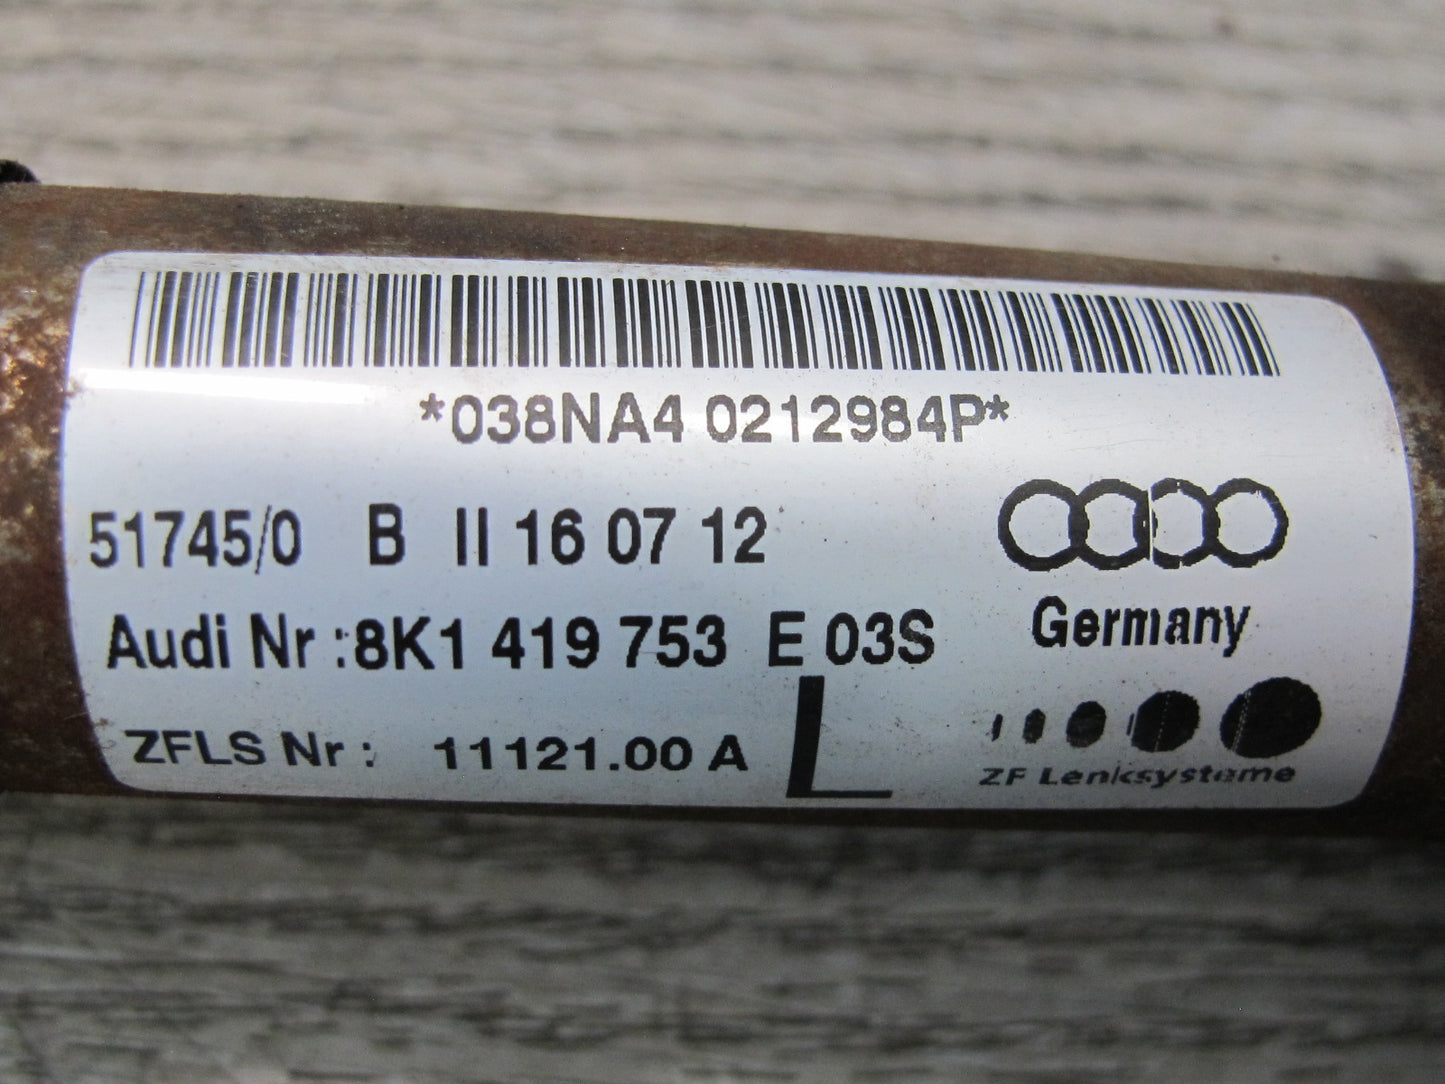 *038NA4 0212984P*
51745/0 B II 16 07 12
Audi Nr :8K1 419 753 E 03S
Germany
ZFLS Nr : 11121.00 A
L
ZF Lenksysteme